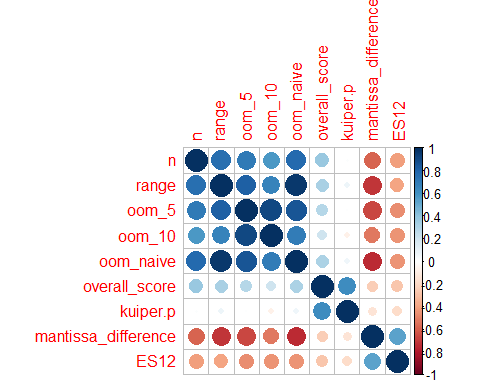 n
range
oom_5
oom_10
oom_naive
overall_score
kuiper.p
mantissa_difference
ES12
n
range
oom_5
oom_10
oom_naive
overall_score
kuiper.p
mantissa_difference
ES12
1
0.8
0.6
0.4
0.2
0
-0.2
-0.4
-0.6
-0.8
-1